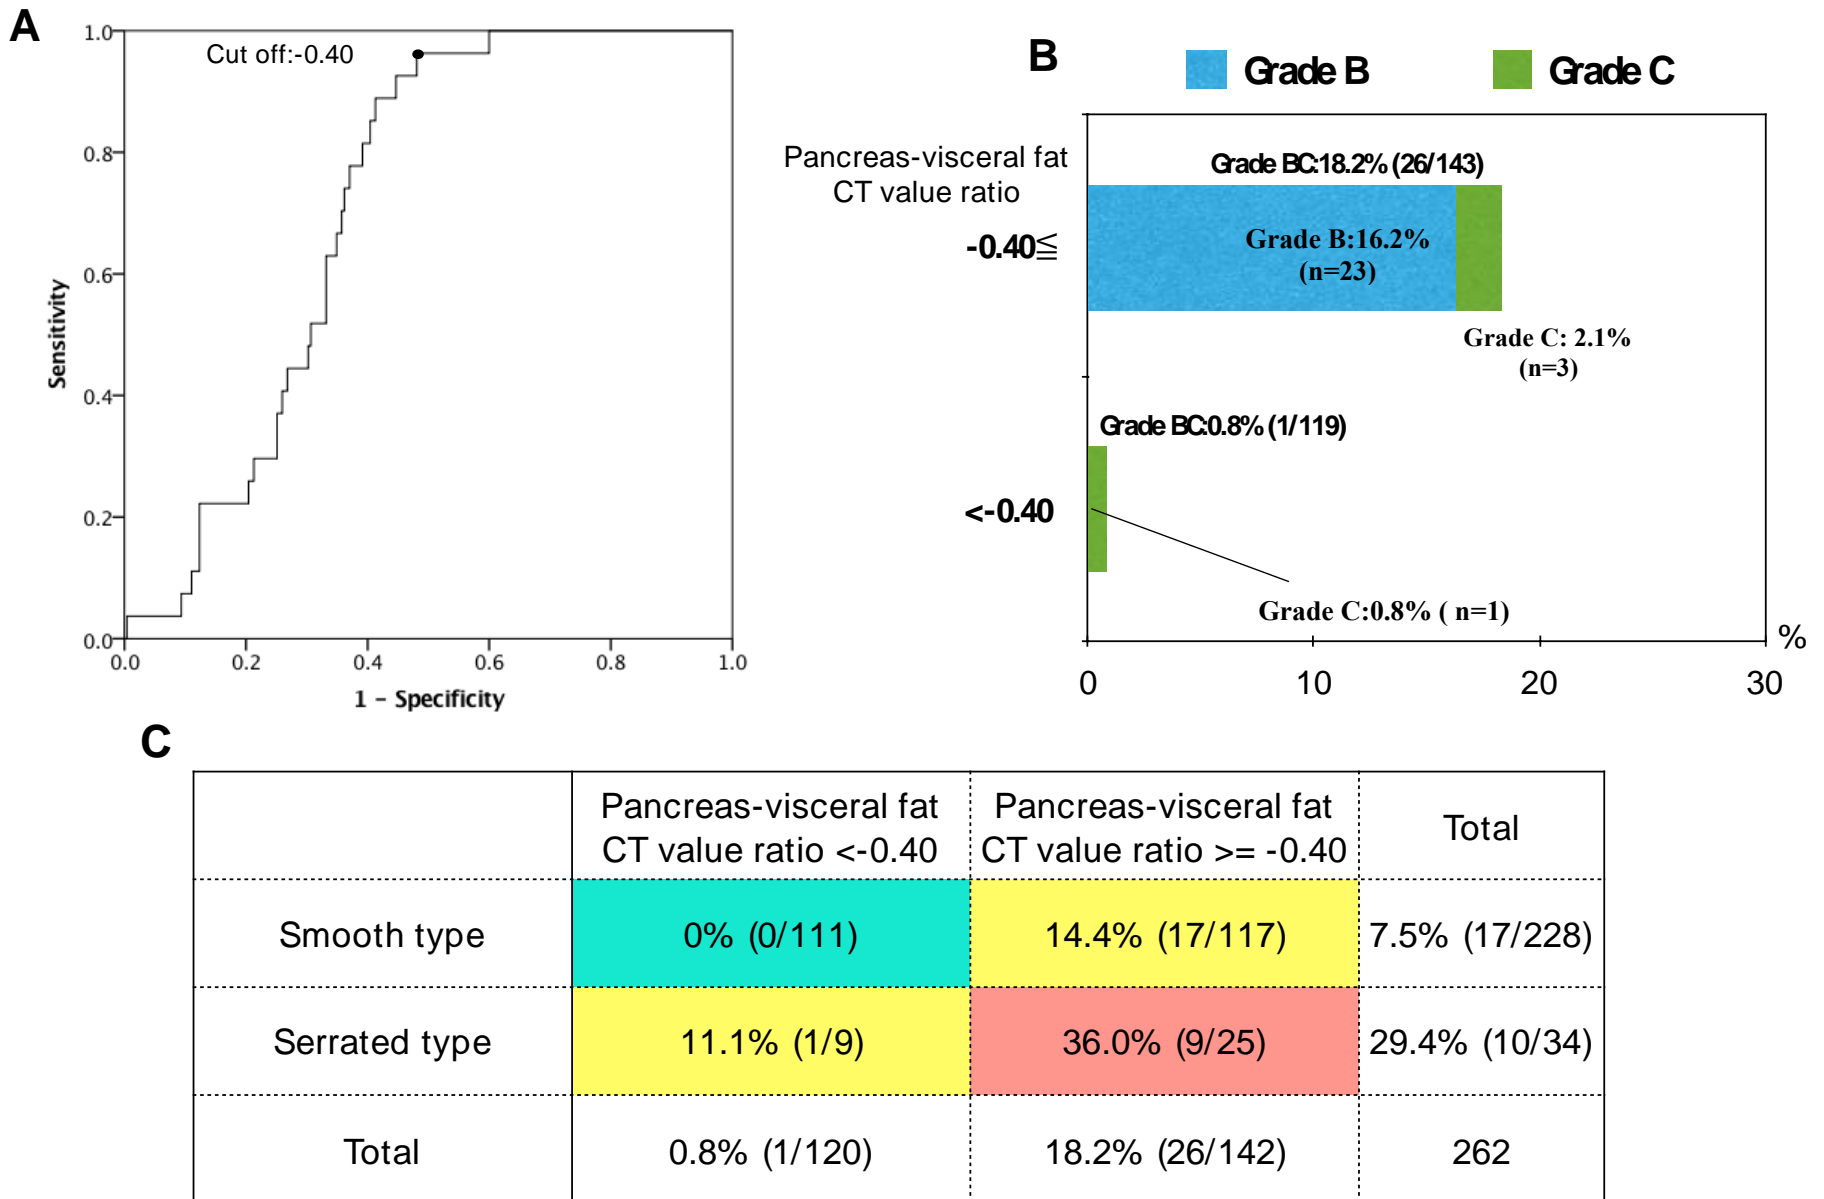 A
Cut off:-0.40
1.0
0.8
0.6
0.4
0.2
0.0
Sensitivity
0.0 0.2 0.4 0.6 0.8 1.0
1 - Specificity
B
Grade B Grade C
Pancreas-visceral fat
CT value ratio
-0.40≦
<-0.40
Grade BC:18.2% (26/143)
Grade B:16.2%
(n=23)
Grade C: 2.1%
(n=3)
Grade BC:0.8% (1/119)
Grade C:0.8% ( n=1)
%
0 10 20 30
C
Pancreas-visceral fat
CT value ratio <-0.40
Pancreas-visceral fat
CT value ratio >= -0.40
Total
Smooth type 0% (0/111) 14.4% (17/117) 7.5% (17/228)
Serrated type 11.1% (1/9) 36.0% (9/25) 29.4% (10/34)
Total 0.8% (1/120) 18.2% (26/142) 262